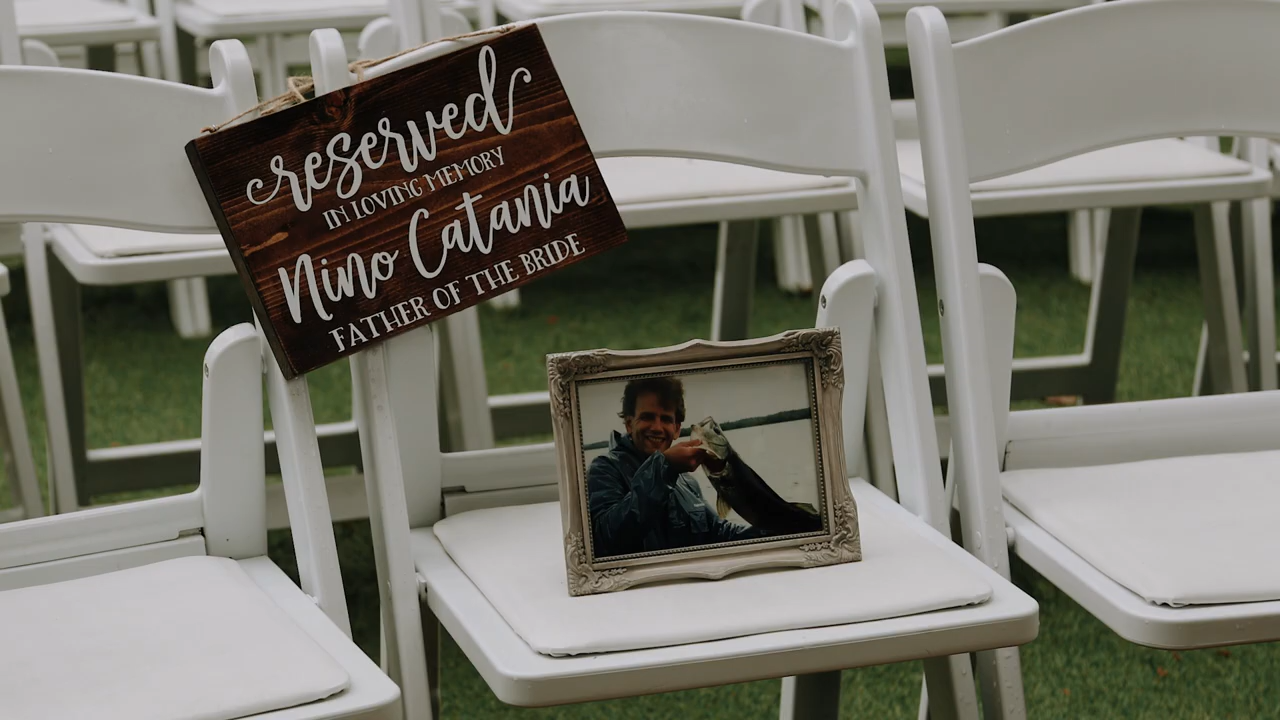 reserved
IN LOVING MEMORY
Nino Catania
FATHER OF THE BRIDE